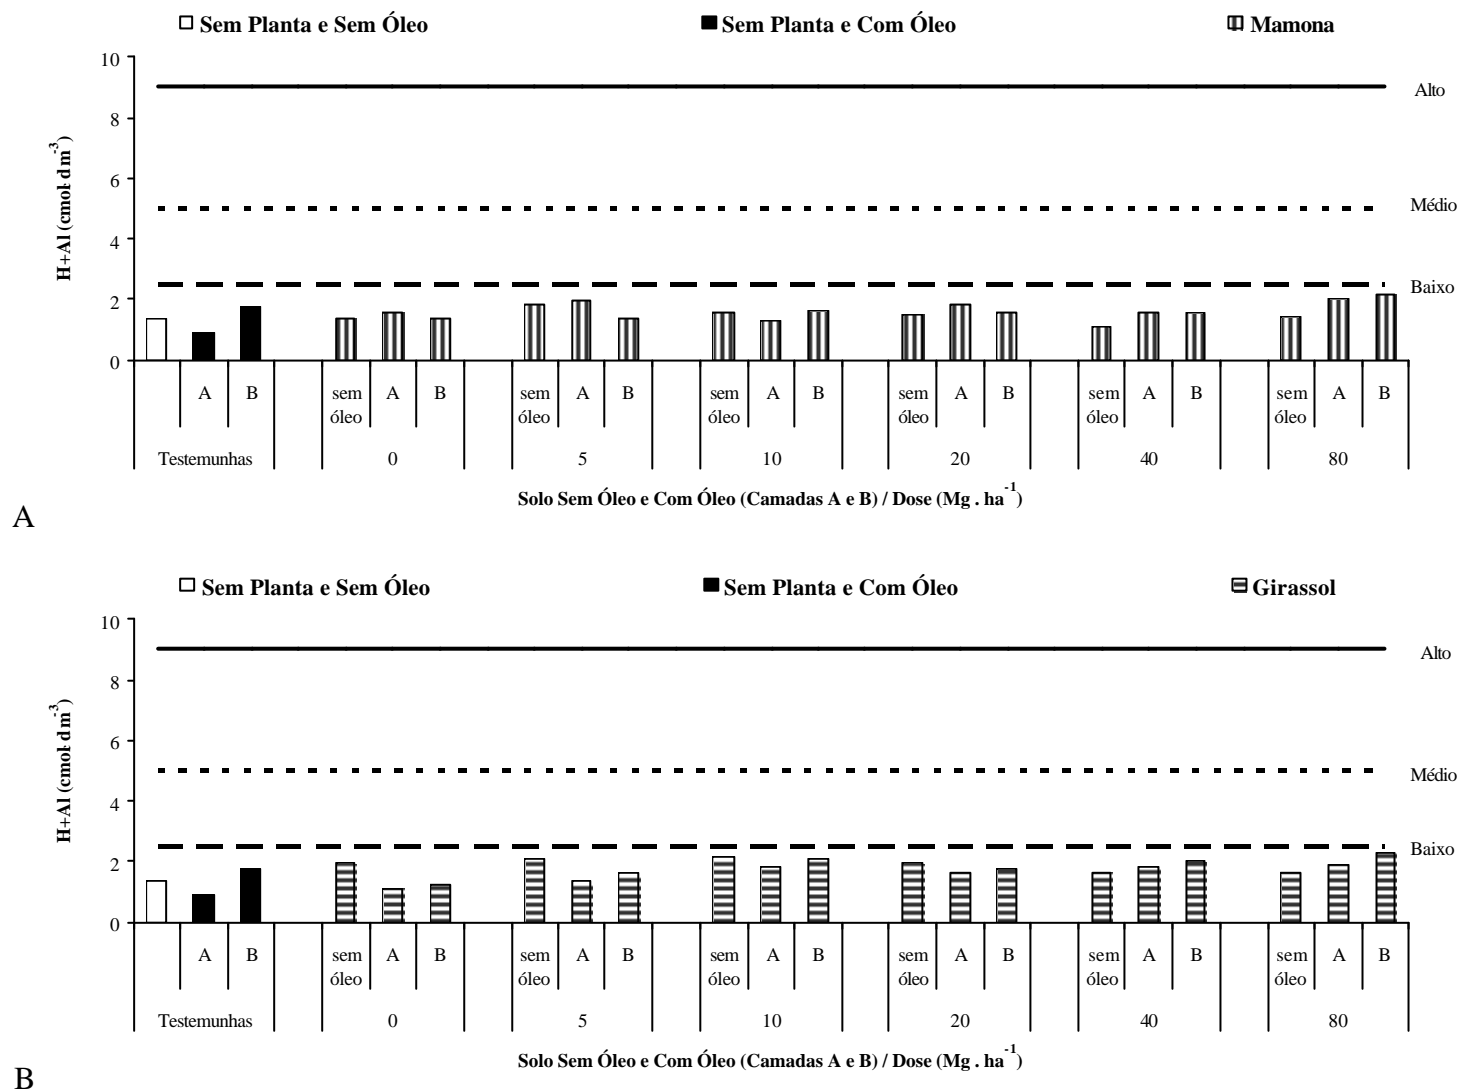 Sem Planta e Sem Óleo Sem Planta e Com Óleo Mamona
10
8
6
4
2
0
H+Al (cmol dm-3)
Alto
Médio
Baixo
A B sem óleo A B sem óleo A B sem óleo A B sem óleo A B sem óleo A B sem óleo A B
Testemunhas 0 5 10 20 40 80
Solo Sem Óleo e Com Óleo (Camadas A e B) / Dose (Mg . ha-1)
A
Sem Planta e Sem Óleo Sem Planta e Com Óleo Girassol
10
8
6
4
2
0
H+Al (cmol dm-3)
Alto
Médio
Baixo
A B sem óleo A B sem óleo A B sem óleo A B sem óleo A B sem óleo A B sem óleo A B
Testemunhas 0 5 10 20 40 80
Solo Sem Óleo e Com Óleo (Camadas A e B) / Dose (Mg . ha-1)
B